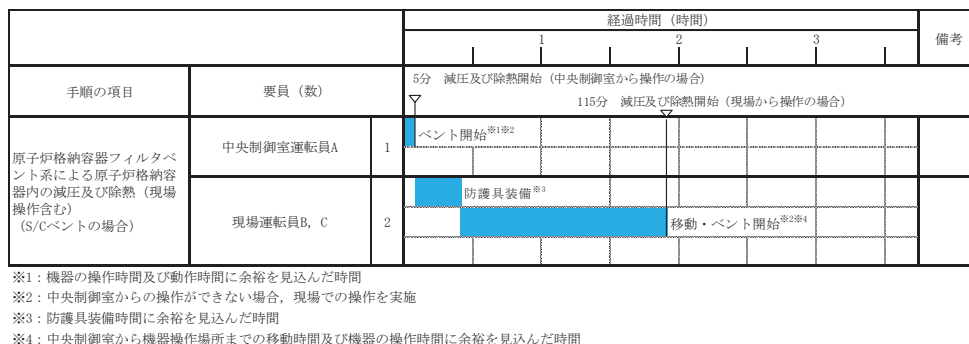 経過時間（時間）
備考
1
2
3
手順の項目
要員（数）
5分　減圧及び除熱開始（中央制御室から操作の場合）
115分　減圧及び除熱開始（現場から操作の場合）
原子炉格納容器フィルタベ
ント系による原子炉格納容
器内の減圧及び除熱（現場
操作含む）
（S/Cベントの場合）
中央制御室運転員A
1
ベント開始※1※2
現場運転員B，C
2
防護具装備※3
移動・ベント開始※2※4
※1：機器の操作時間及び動作時間に余裕を見込んだ時間
※2：中央制御室からの操作ができない場合，現場での操作を実施
※3：防護具装備時間に余裕を見込んだ時間
※4：中央制御室から機器操作場所までの移動時間及び機器の操作時間に余裕を見込んだ時間